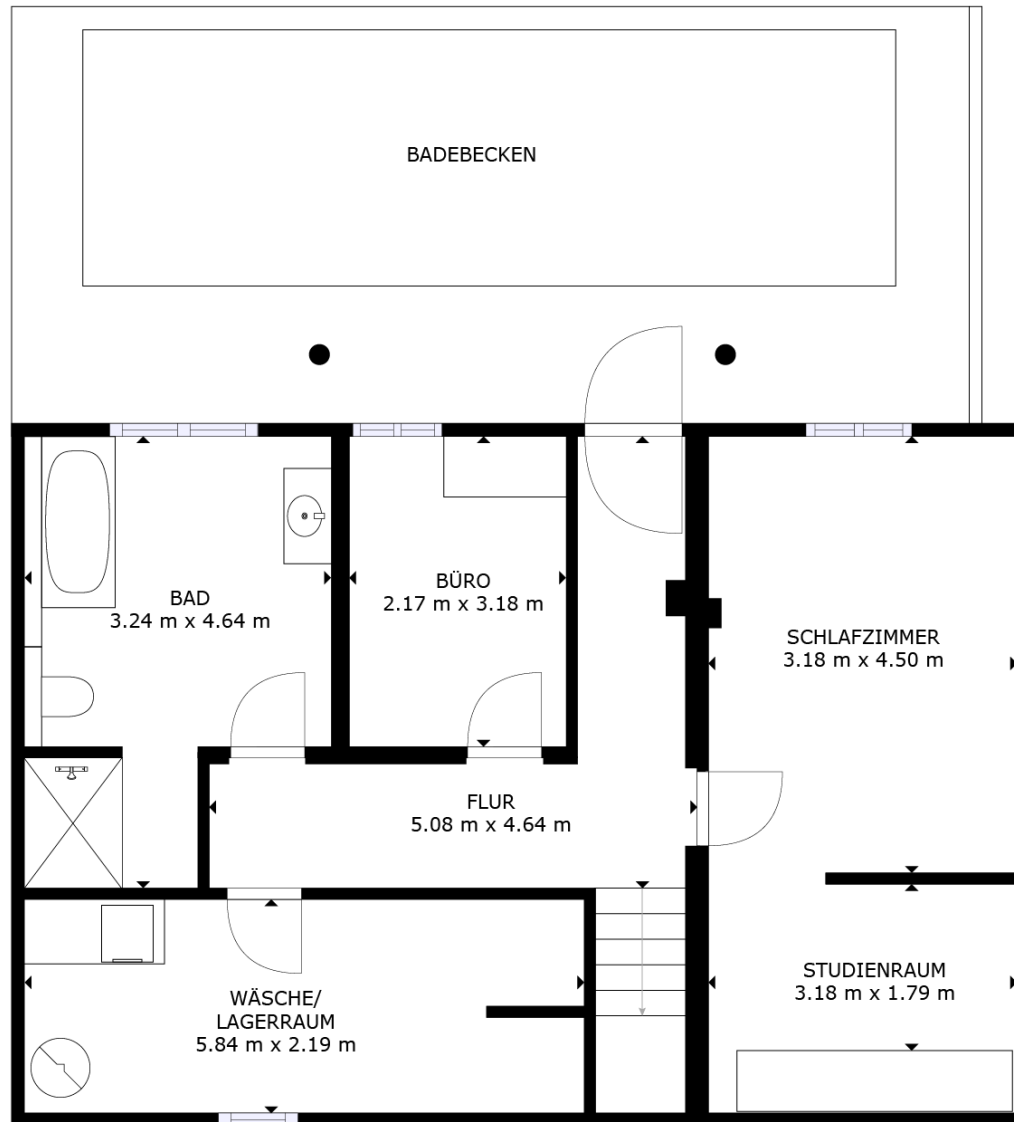 BADEBECKEN
BAD
3.24 m x 4.64 m
BÜRO
2.17 m x 3.18 m
SCHLAFZIMMER
3.18 m x 4.50 m
FLUR
5.08 m x 4.64 m
WÄSCHE/
LAGERRAUM
5.84 m x 2.19 m
STUDIENRAUM
3.18 m x 1.79 m